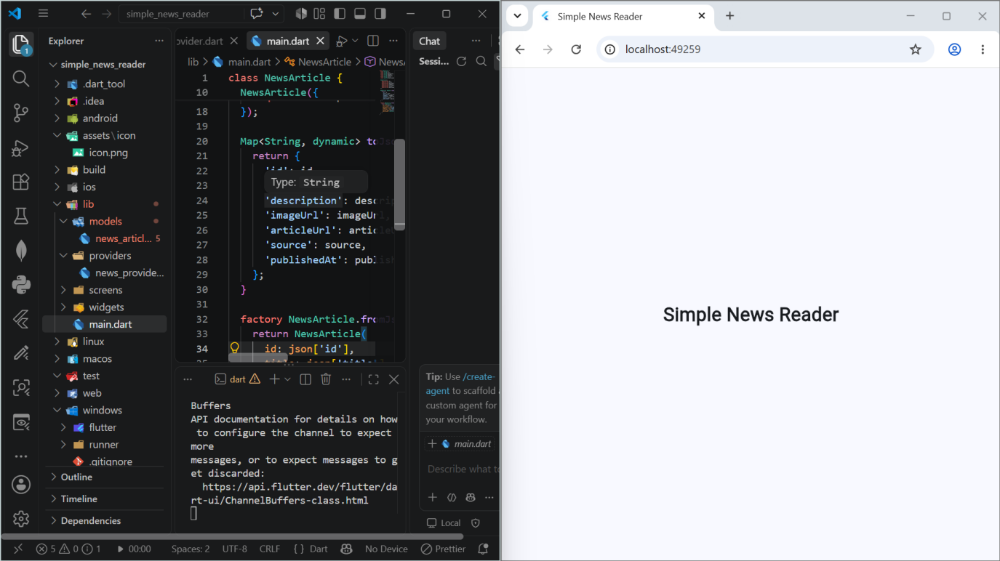 simple_news_reader
Explorer
simple_news_reader
.dart_tool
.idea
android
assets\icon
icon.png
build
ios
lib
models
news_articl... 5
providers
news_provide...
screens
widgets
main.dart
linux
macos
test
web
windows
flutter
runner
.gitignore
Outline
Timeline
Dependencies
1
ovider.dart
main.dart
lib > main.dart > NewsArticle > News
1 class NewsArticle {
10 NewsArticle({
18 });
19
20 Map<String, dynamic> toJs
21 return {
22 'id': id
23 Type: String
24 'description': descrip
25 'imageUrl': imageUrl,
26 'articleUrl': article
27 'source': source,
28 'publishedAt': publish
29 };
30 }
31
32 factory NewsArticle.fromJs
33 return NewsArticle(
34 id: json['id'],
35 title: json['title'
dart
Buffers
API documentation for details on how
to configure the channel to expect
more
messages, or to expect messages to g
et discarded:
https://api.flutter.dev/flutter/da
rt-ui/ChannelBuffers-class.html
Chat
Sessi...
Tip: Use /create-
agent to scaffold a
custom agent for
your workflow.
main.dart
Describe what to
Local
5 0 1 00:00 Spaces: 2 UTF-8 CRLF { } Dart No Device Prettier
Simple News Reader
localhost:49259
Simple News Reader